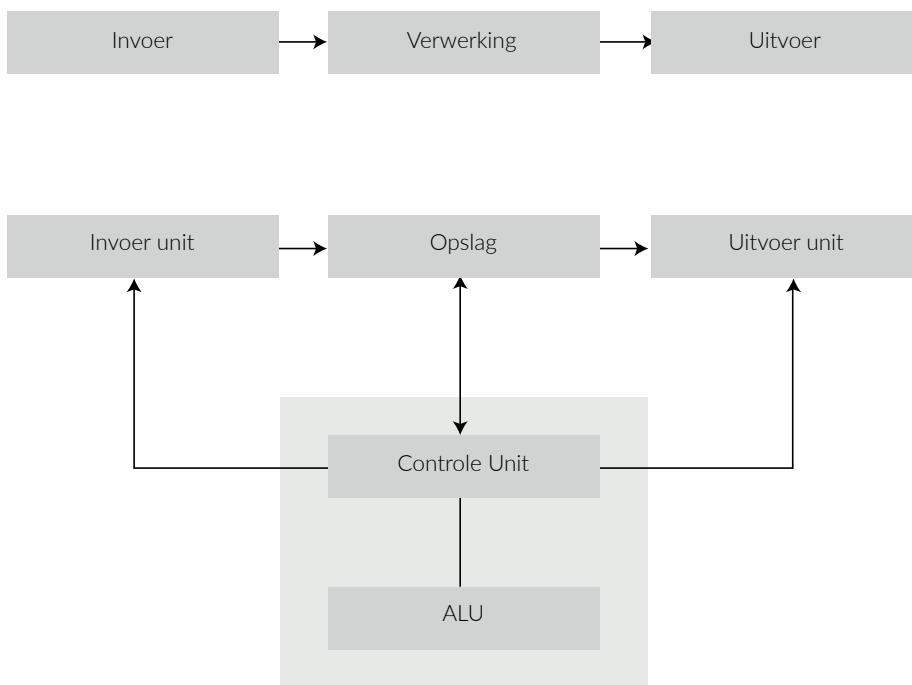 Invoer
Verwerking
Uitvoer
Invoer unit
Opslag
Uitvoer unit
Controle Unit
ALU